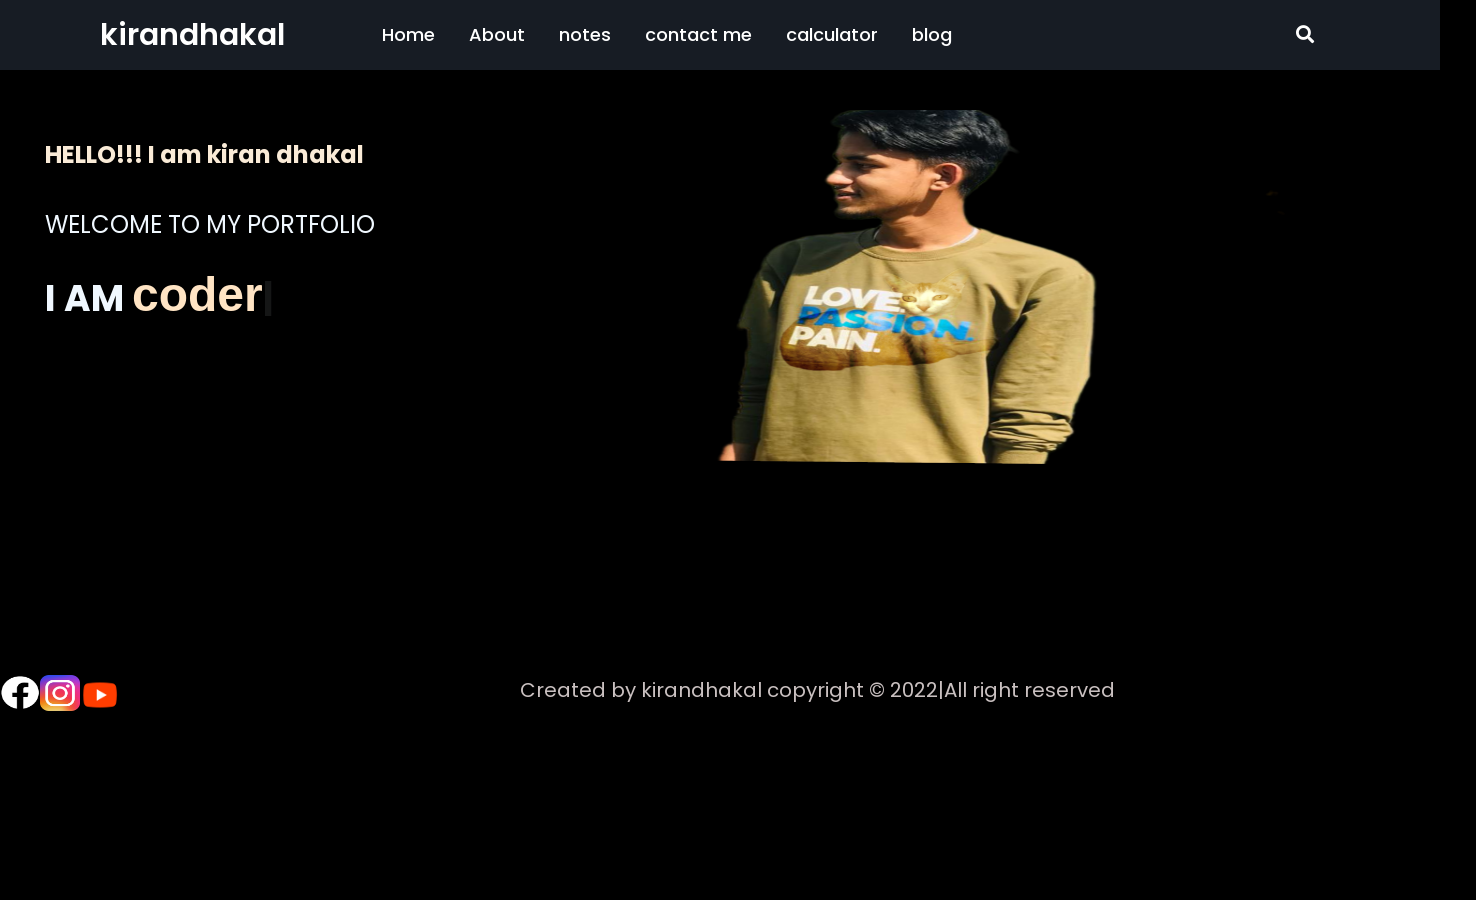 kirandhakal
Home About notes contact me calculator blog
HELLO!!! I am kiran dhakal
WELCOME TO MY PORTFOLIO
I AM coder|
LOVE.
PASSION.
PAIN.
Created by kirandhakal copyright © 2022|All right reserved